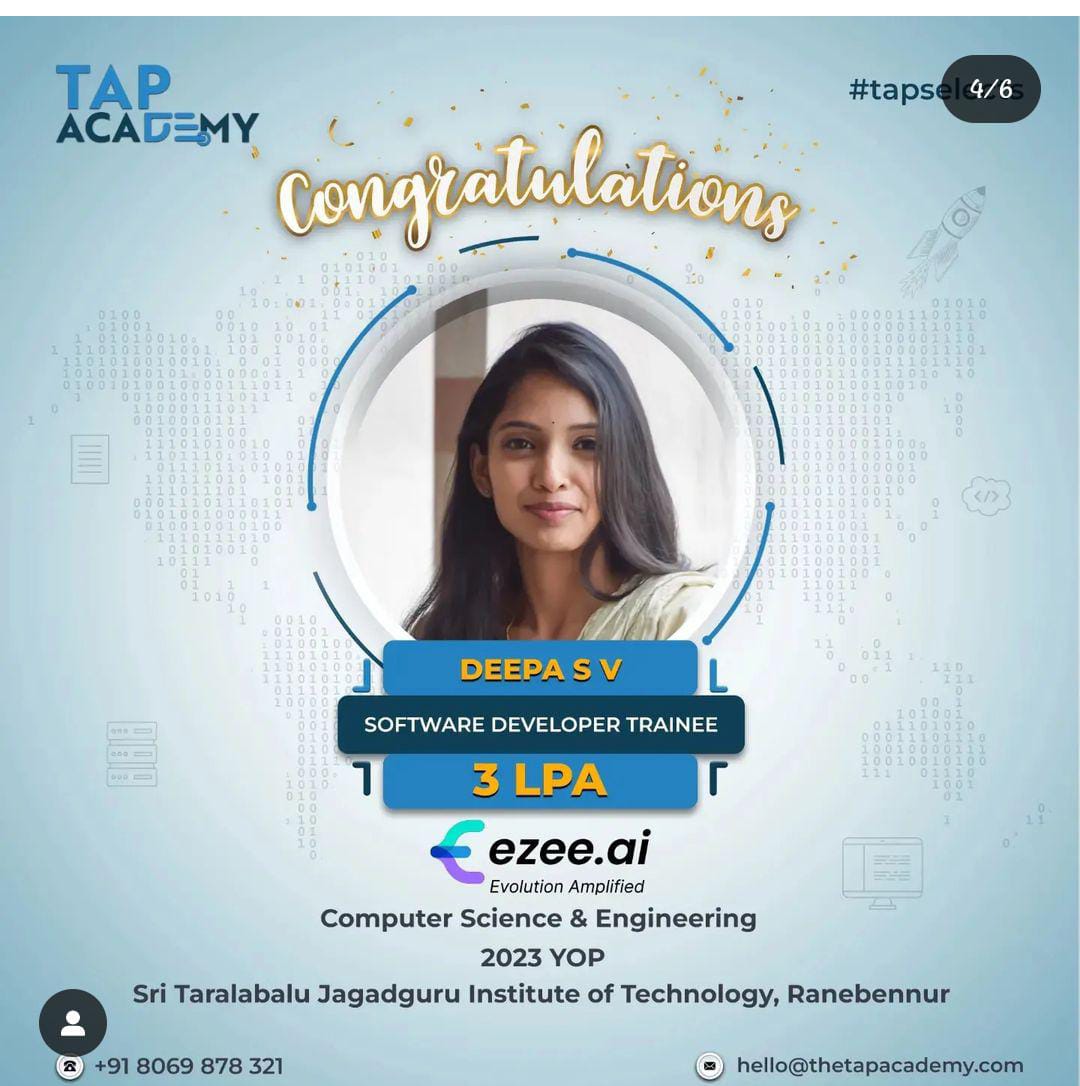 TAP
ACADEMY
4/6
Congratulations
DEEPA S V
SOFTWARE DEVELOPER TRAINEE
3 LPA
ezee.ai
Evolution Amplified
Computer Science & Engineering
2023 YOP
Sri Taralabalu Jagadguru Institute of Technology, Ranebennur
+91 8069 878 321
hello@thetapacademy.com